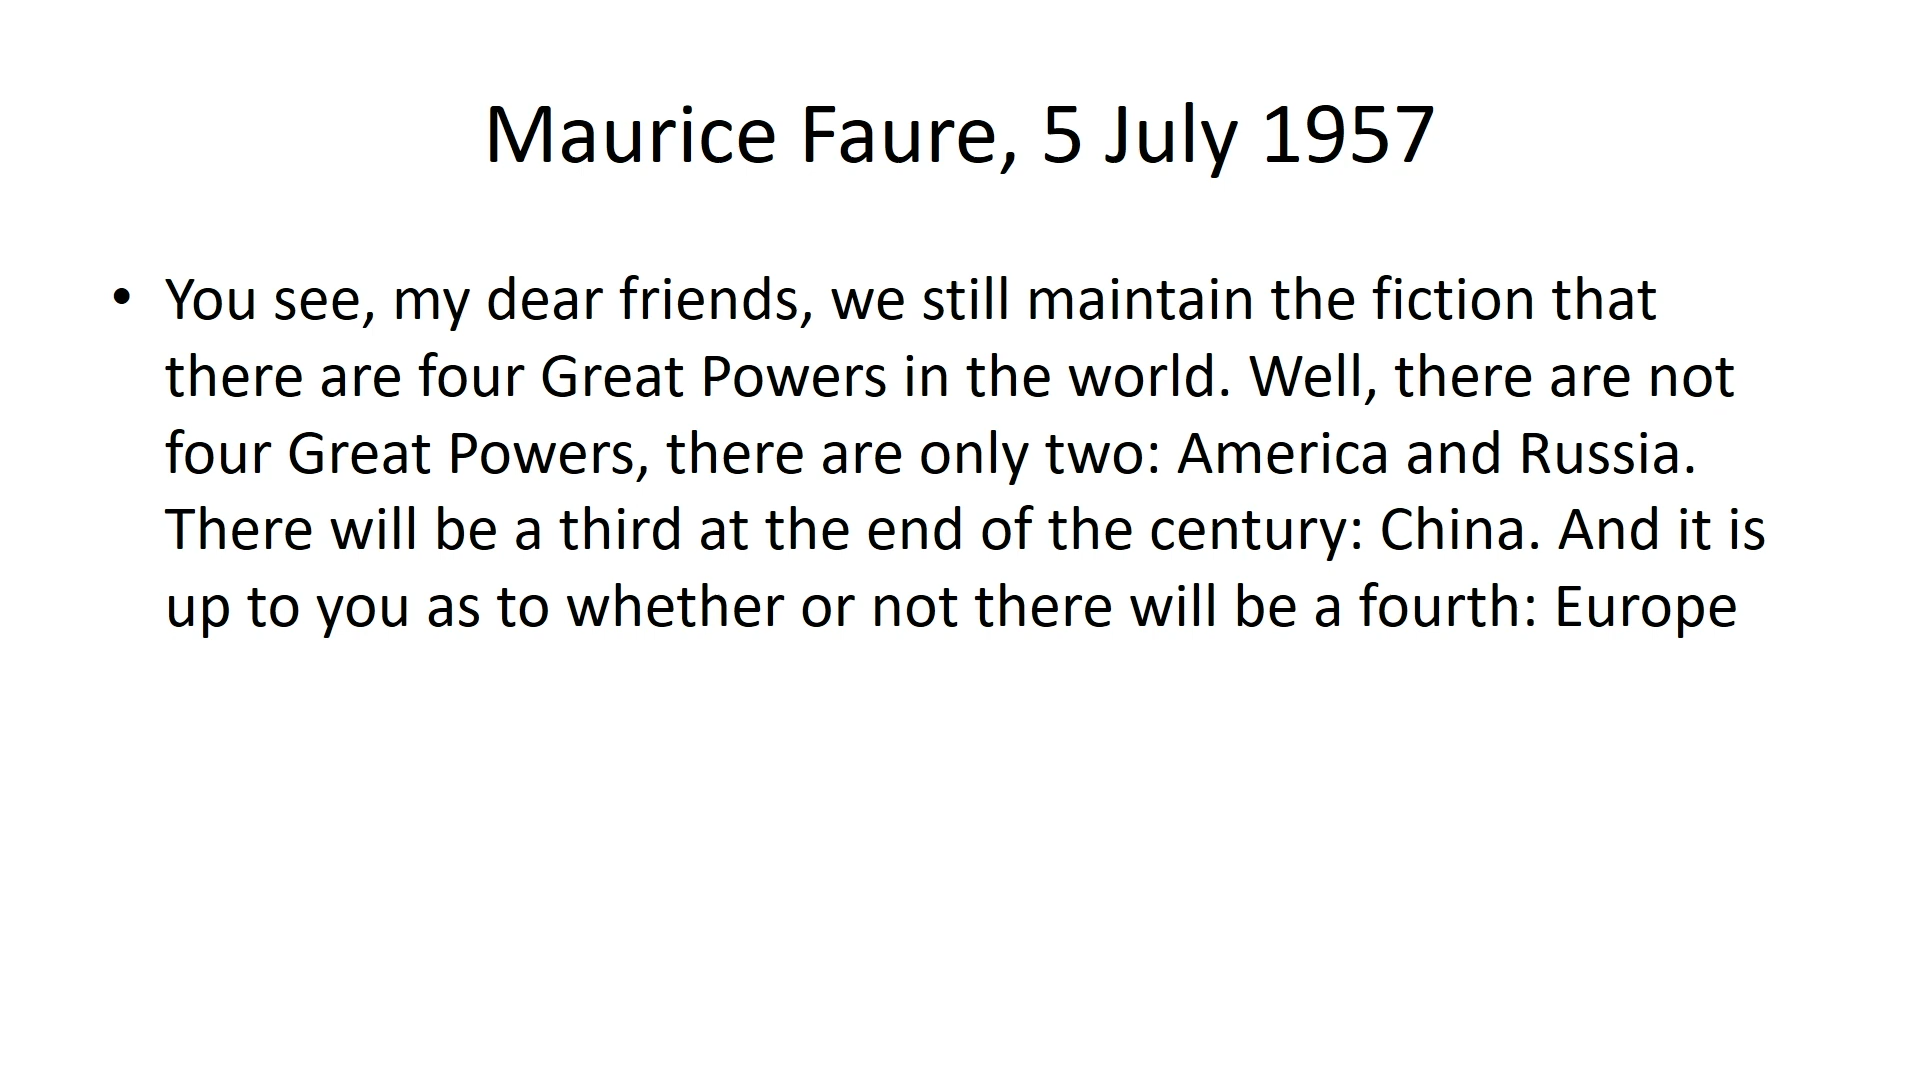 Maurice Faure, 5 July 1957
• You see, my dear friends, we still maintain the fiction that
there are four Great Powers in the world. Well, there are not
four Great Powers, there are only two: America and Russia.
There will be a third at the end of the century: China. And it is
up to you as to whether or not there will be a fourth: Europe